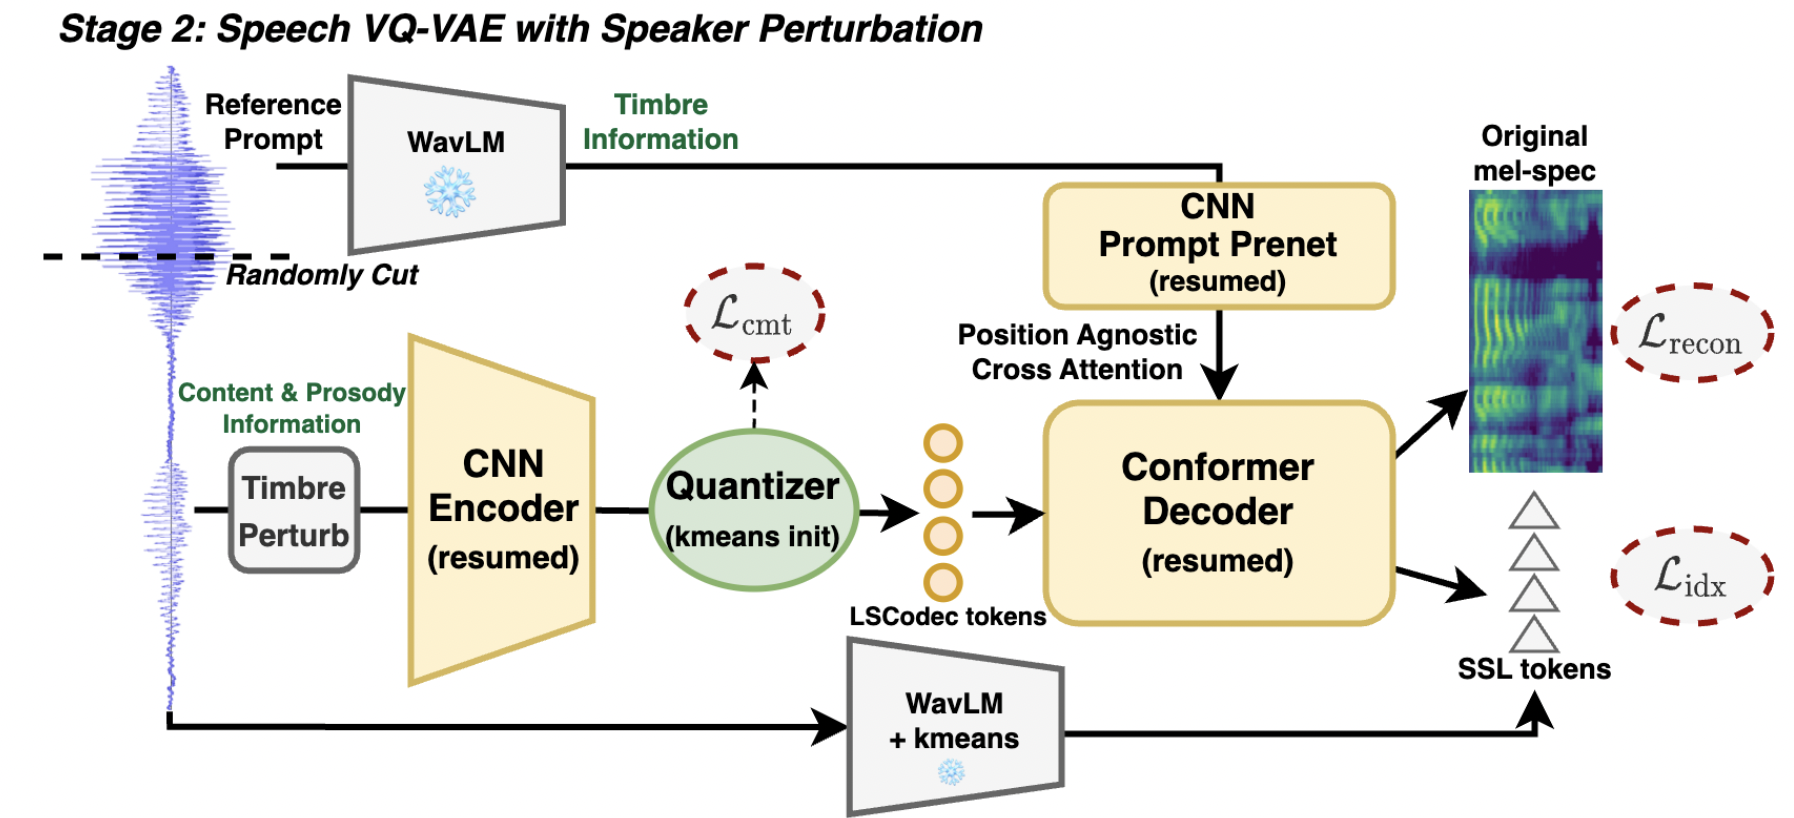 Stage 2: Speech VQ-VAE with Speaker Perturbation
Reference
Prompt
WavLM
Timbre
Information
Randomly Cut
CNN
Prompt Prenet
(resumed)
Original
mel-spec
Position Agnostic
Cross Attention
ℒcmt
ℒrecon
Content & Prosody
Information
Timbre
Perturb
CNN
Encoder
(resumed)
Quantizer
(kmeans init)
LSCodec tokens
Conformer
Decoder
(resumed)
ℒidx
SSL tokens
WavLM
+ kmeans